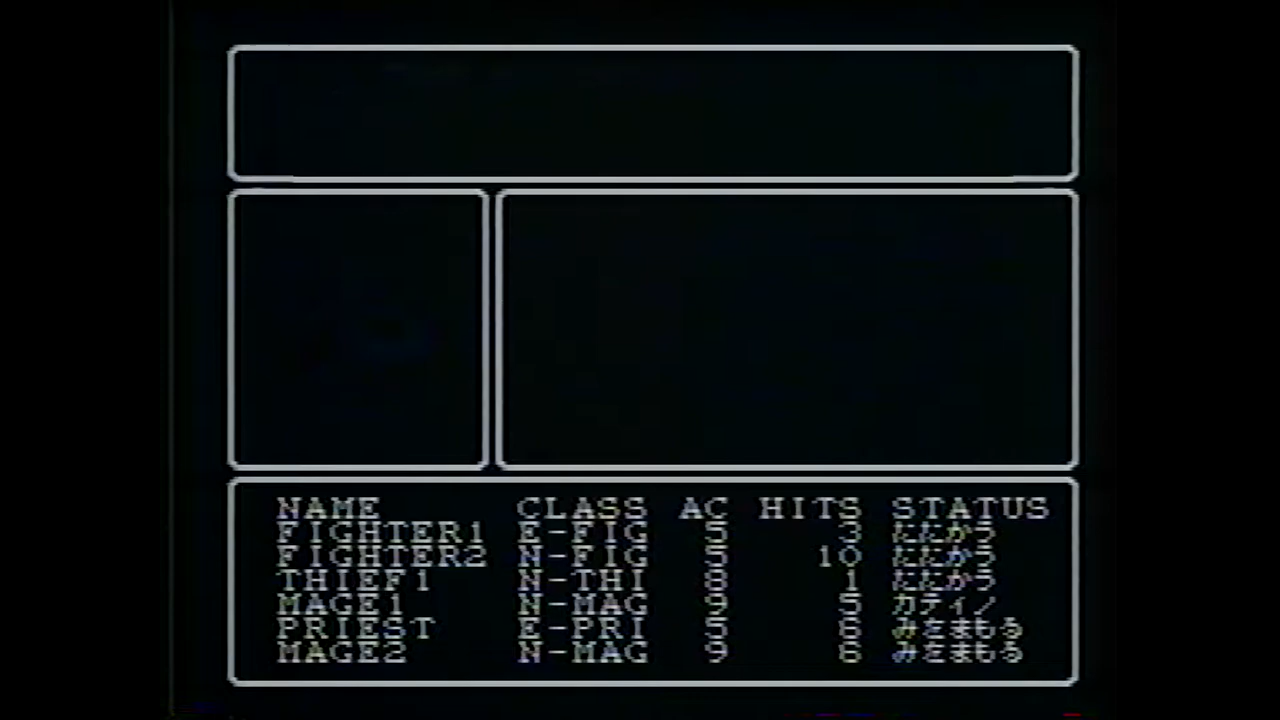 NAME CLASS AC HITS STATUS
FIGHTER1 E-FIG 5 3 たたかう
FIGHTER2 N-FIG 5 10 たたかう
THIEF1 N-THI 8 1 たたかう
MAGE1 N-MAG 9 5 カティノ
PRIEST E-PRI 5 8 みをまもる
MAGE2 N-MAG 9 6 みをまもる